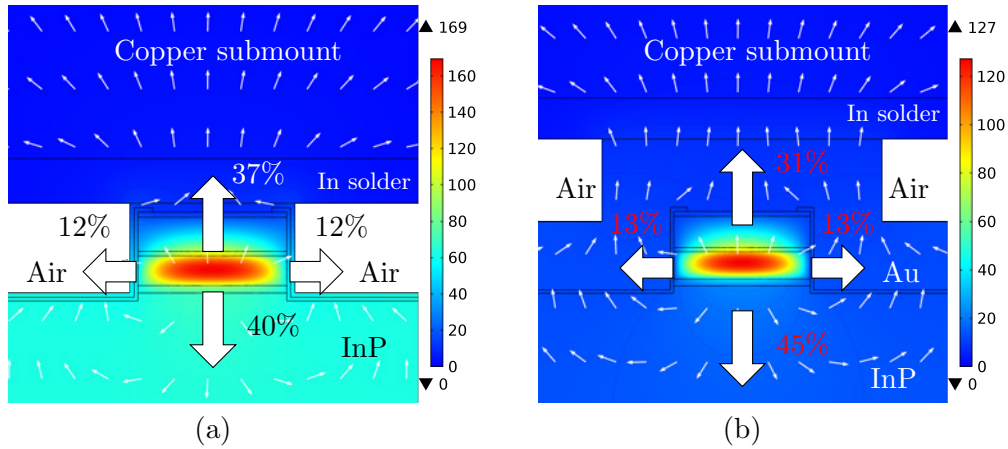 Copper submount
In solder
37%
12%
12%
Air
Air
40%
InP
▲ 169
160
140
120
100
80
60
40
20
0
▼ 0
(a)
Copper submount
In solder
31%
Air
Air
13%
13%
Au
45%
InP
▲ 127
120
100
80
60
40
20
0
▼ 0
(b)